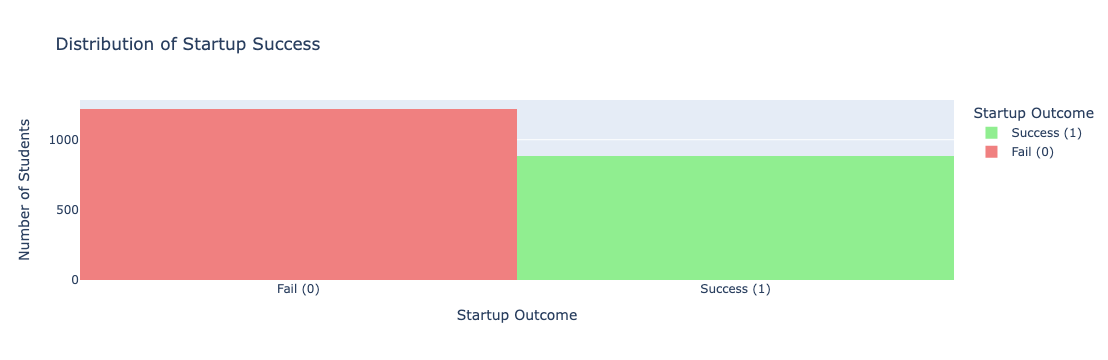 Distribution of Startup Success
Number of Students
1000
500
0
Fail (0)
Success (1)
Startup Outcome
Startup Outcome
Success (1)
Fail (0)